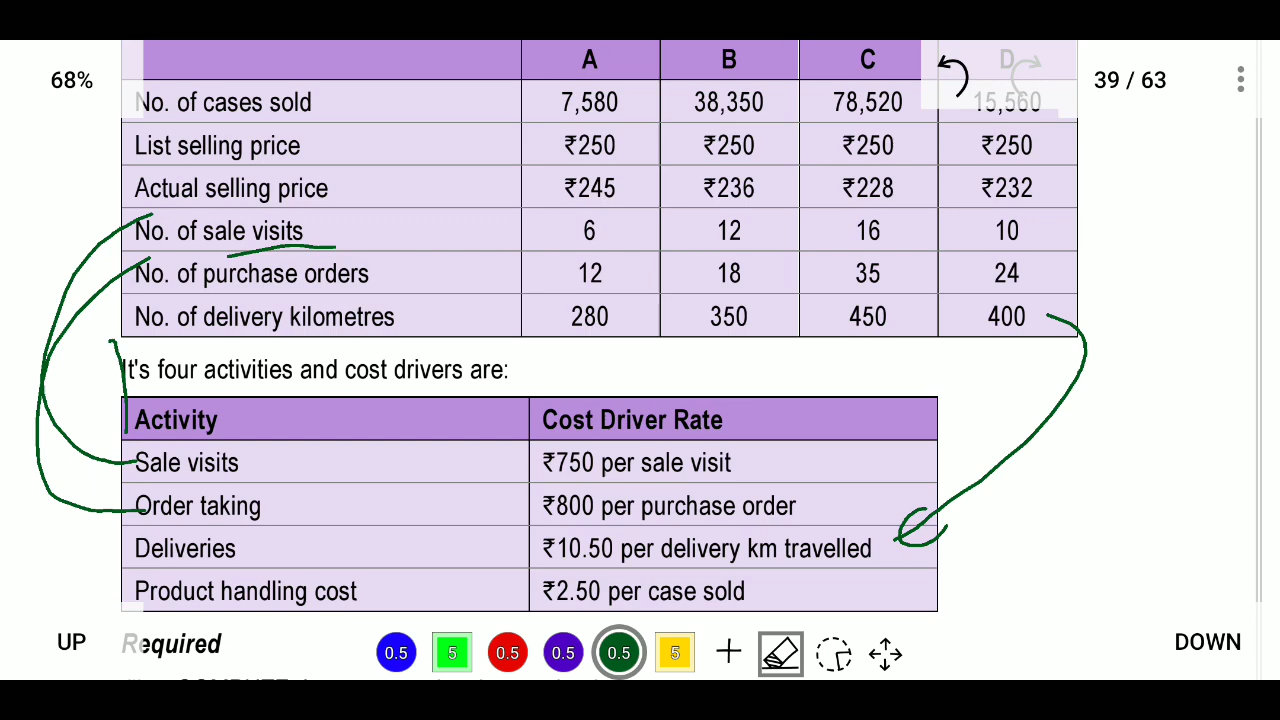 68%
39 / 63
A B C D
No. of cases sold 7,580 38,350 78,520 15,560
List selling price ₹250 ₹250 ₹250 ₹250
Actual selling price ₹245 ₹236 ₹228 ₹232
No. of sale visits 6 12 16 10
No. of purchase orders 12 18 35 24
No. of delivery kilometres 280 350 450 400
It's four activities and cost drivers are:
Activity Cost Driver Rate
Sale visits ₹750 per sale visit
Order taking ₹800 per purchase order
Deliveries ₹10.50 per delivery km travelled
Product handling cost ₹2.50 per case sold
UP Required 0.5 5 0.5 0.5 0.5 5 DOWN